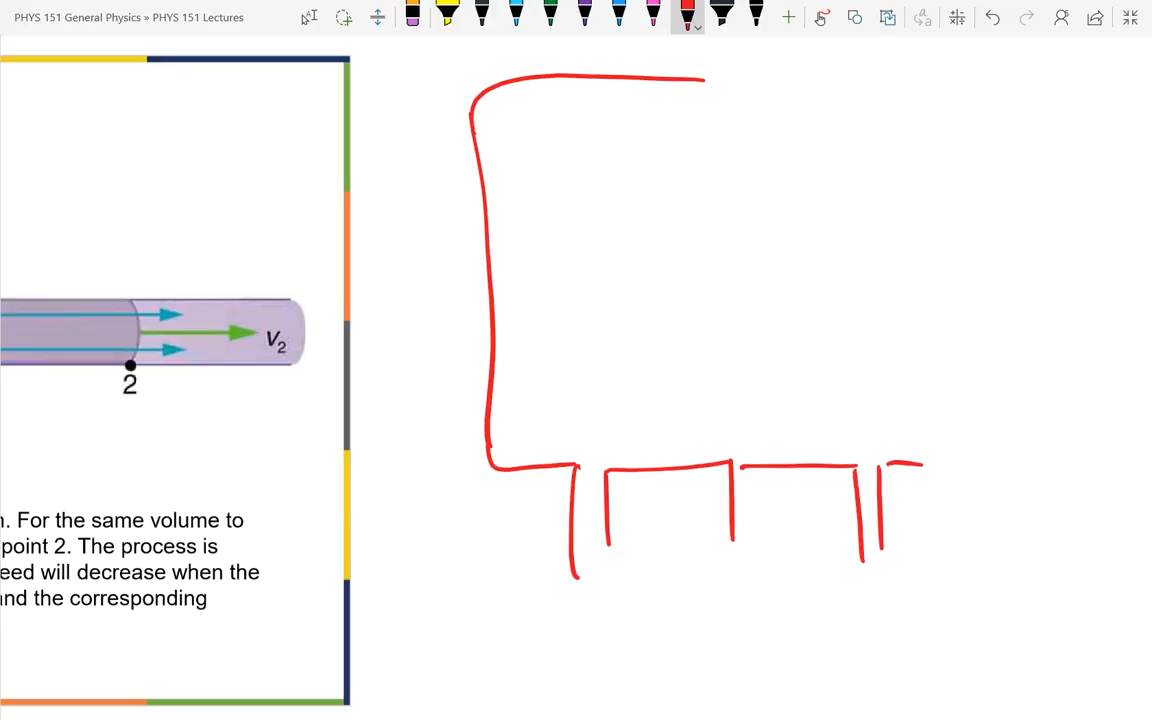 PHYS 151 General Physics » PHYS 151 Lectures
V2
2
. For the same volume to
point 2. The process is
eed will decrease when the
and the corresponding